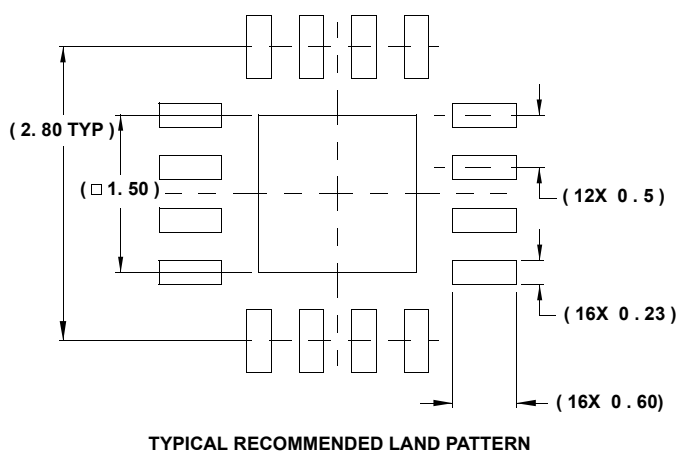 ( 2. 80 TYP )
( □ 1. 50 )
( 12X 0 . 5 )
( 16X 0 . 23 )
( 16X 0 . 60)
TYPICAL RECOMMENDED LAND PATTERN